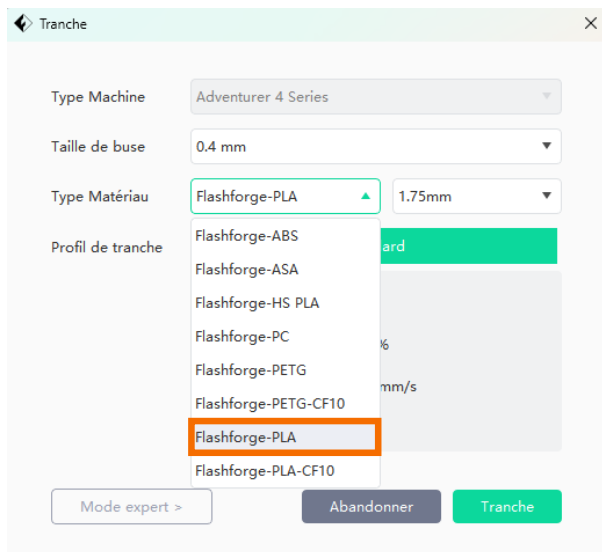 Tranche
Type Machine Adventurer 4 Series
Taille de buse 0.4 mm
Type Matériau Flashforge-PLA 1.75mm
Profil de tranche ard
Flashforge-ABS
Flashforge-ASA
Flashforge-HS PLA
Flashforge-PC
%
Flashforge-PETG
mm/s
Flashforge-PETG-CF10
Flashforge-PLA
Flashforge-PLA-CF10
Mode expert > Abandonner Tranche